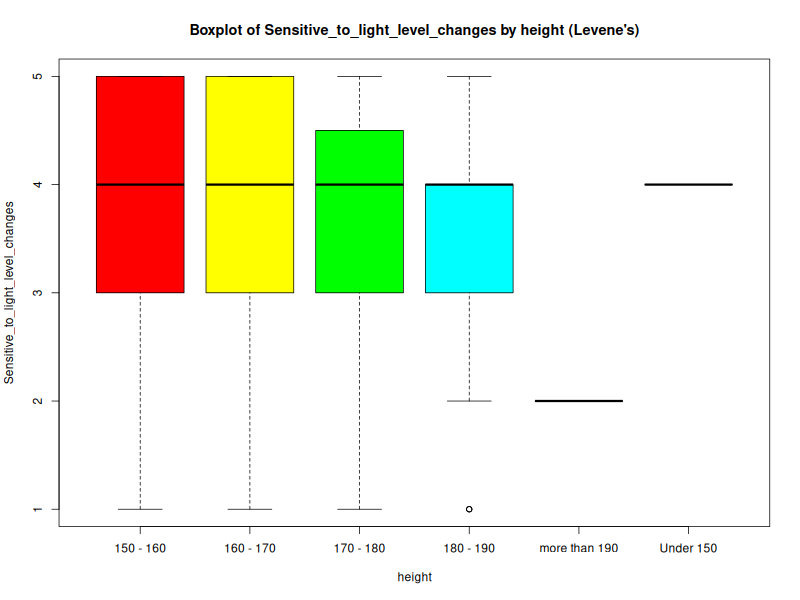 Boxplot of Sensitive_to_light_level_changes by height (Levene's)
Sensitive_to_light_level_changes
5
4
3
2
1
150 - 160 160 - 170 170 - 180 180 - 190 more than 190 Under 150
height